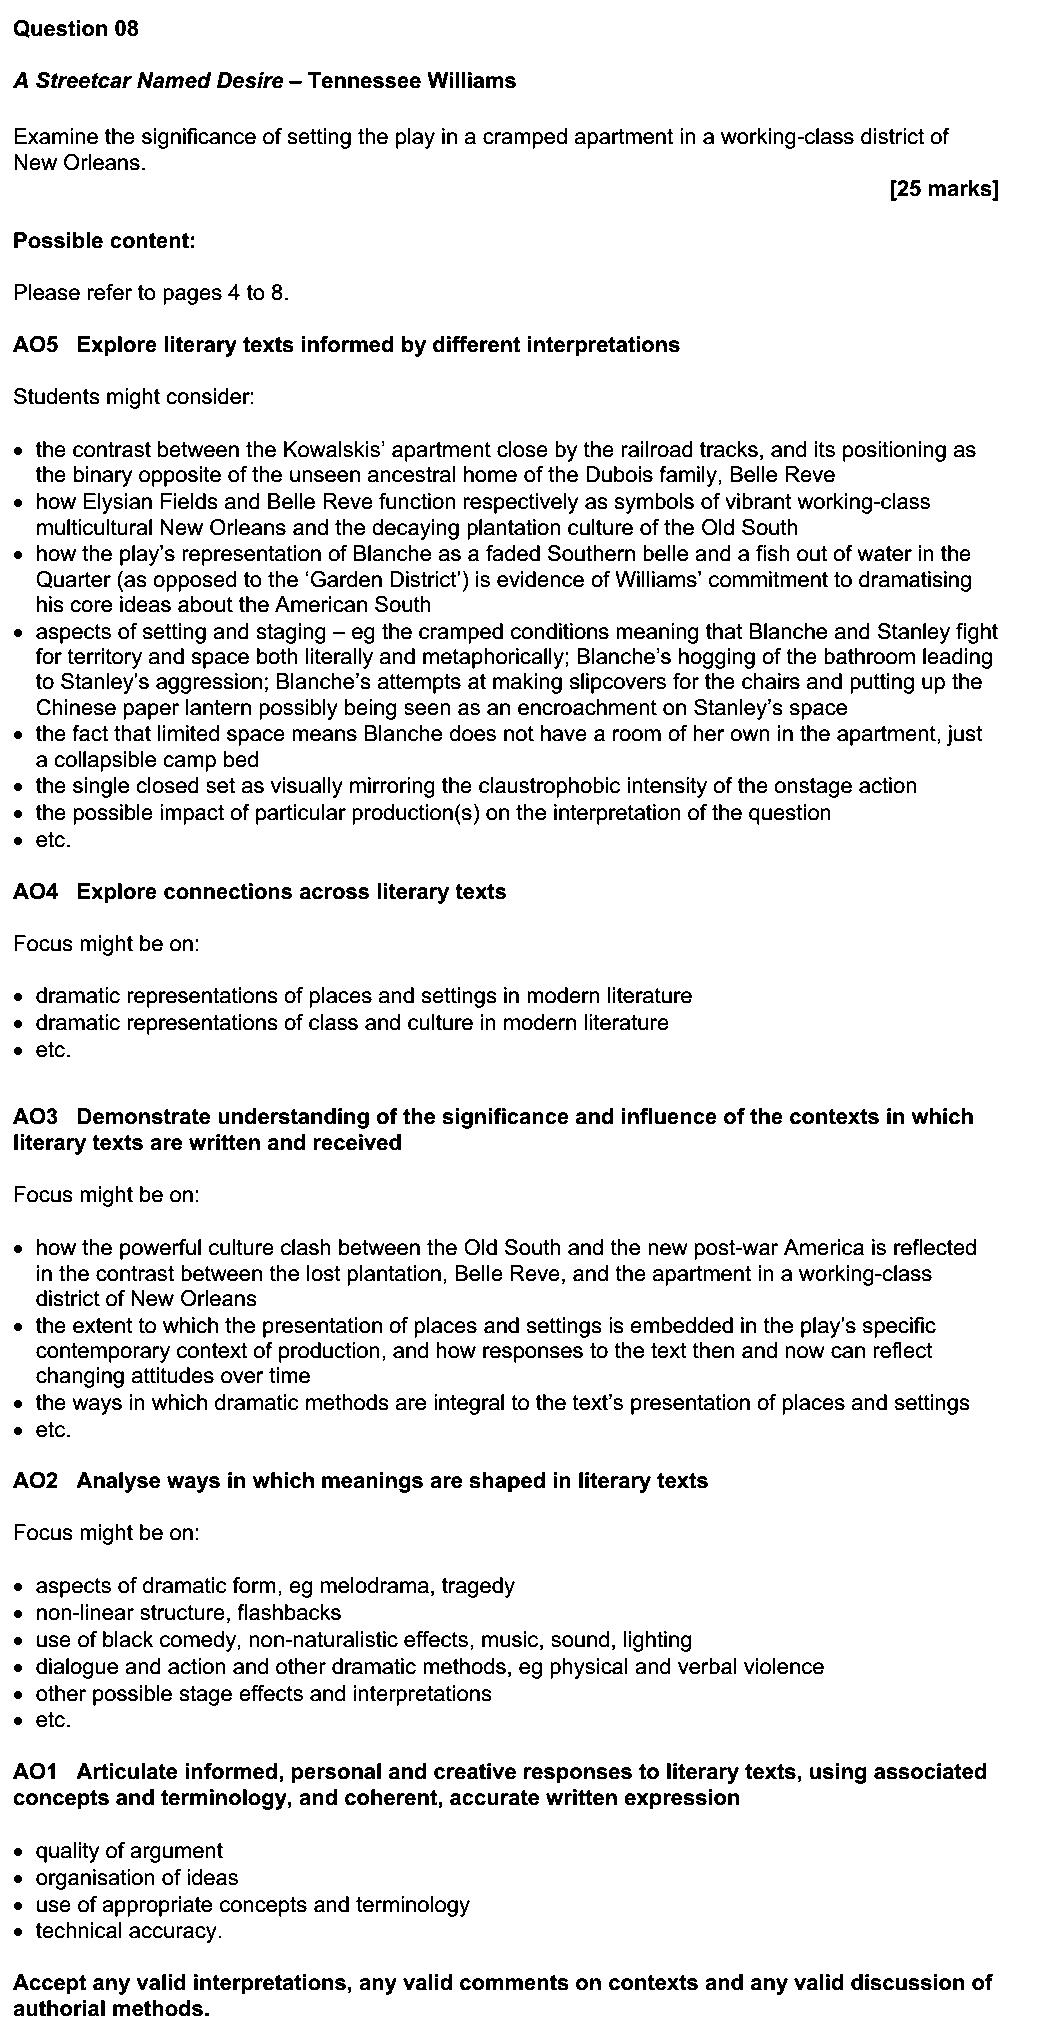 Question 08
A Streetcar Named Desire – Tennessee Williams
Examine the significance of setting the play in a cramped apartment in a working-class district of
New Orleans.
[25 marks]
Possible content:
Please refer to pages 4 to 8.
AO5 Explore literary texts informed by different interpretations
Students might consider:
• the contrast between the Kowalskis' apartment close by the railroad tracks, and its positioning as
the binary opposite of the unseen ancestral home of the Dubois family, Belle Reve
• how Elysian Fields and Belle Reve function respectively as symbols of vibrant working-class
multicultural New Orleans and the decaying plantation culture of the Old South
• how the play's representation of Blanche as a faded Southern belle and a fish out of water in the
Quarter (as opposed to the 'Garden District') is evidence of Williams' commitment to dramatising
his core ideas about the American South
• aspects of setting and staging – eg the cramped conditions meaning that Blanche and Stanley fight
for territory and space both literally and metaphorically; Blanche's hogging of the bathroom leading
to Stanley's aggression; Blanche's attempts at making slipcovers for the chairs and putting up the
Chinese paper lantern possibly being seen as an encroachment on Stanley's space
• the fact that limited space means Blanche does not have a room of her own in the apartment, just
a collapsible camp bed
• the single closed set as visually mirroring the claustrophobic intensity of the onstage action
• the possible impact of particular production(s) on the interpretation of the question
• etc.
AO4 Explore connections across literary texts
Focus might be on:
• dramatic representations of places and settings in modern literature
• dramatic representations of class and culture in modern literature
• etc.
AO3 Demonstrate understanding of the significance and influence of the contexts in which
literary texts are written and received
Focus might be on:
• how the powerful culture clash between the Old South and the new post-war America is reflected
in the contrast between the lost plantation, Belle Reve, and the apartment in a working-class
district of New Orleans
• the extent to which the presentation of places and settings is embedded in the play's specific
contemporary context of production, and how responses to the text then and now can reflect
changing attitudes over time
• the ways in which dramatic methods are integral to the text's presentation of places and settings
• etc.
AO2 Analyse ways in which meanings are shaped in literary texts
Focus might be on:
• aspects of dramatic form, eg melodrama, tragedy
• non-linear structure, flashbacks
• use of black comedy, non-naturalistic effects, music, sound, lighting
• dialogue and action and other dramatic methods, eg physical and verbal violence
• other possible stage effects and interpretations
• etc.
AO1 Articulate informed, personal and creative responses to literary texts, using associated
concepts and terminology, and coherent, accurate written expression
• quality of argument
• organisation of ideas
• use of appropriate concepts and terminology
• technical accuracy.
Accept any valid interpretations, any valid comments on contexts and any valid discussion of
authorial methods.